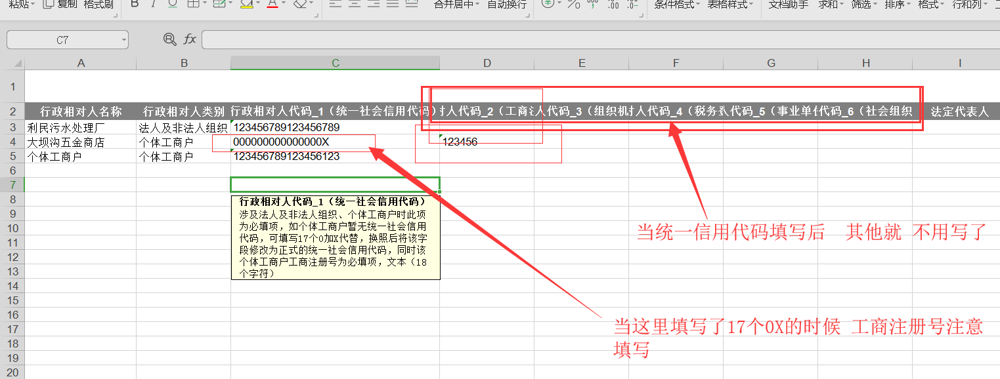 粘贴 复制 格式刷 B I U A 合并居中 自动换行 条件格式 表格样式 文档助手 求和 筛选 排序 格式 行和列
C7 fx
A B C D E F G H I
1
2 行政相对人名称 行政相对人类别 行政相对人代码_1（统一社会信用代码） 人代码_2（工商注 人代码_3（组织机 人代码_4（税务 人代码_5（事业单位 代码_6（社会组织 法定代表人
3 利民污水处理厂 法人及非法人组织 123456789123456789
4 大坝沟五金商店 个体工商户 000000000000000X 123456
5 个体工商户 个体工商户 123456789123456123
6
7
8
9
10
11
12
13
14
15
16
17
18
19
20
行政相对人代码_1（统一社会信用代码）
涉及法人及非法人组织、个体工商户时此项
为必填项，如个体工商户暂无统一社会信用
代码，可填写17个0加X代替，换照后将该字
段修改为正式的统一社会信用代码，同时该
个体工商户工商注册号为必填项，文本（18
个字符）
当统一信用代码填写后 其他就 不用写了
当这里填写了17个0X的时候 工商注册号注意
填写